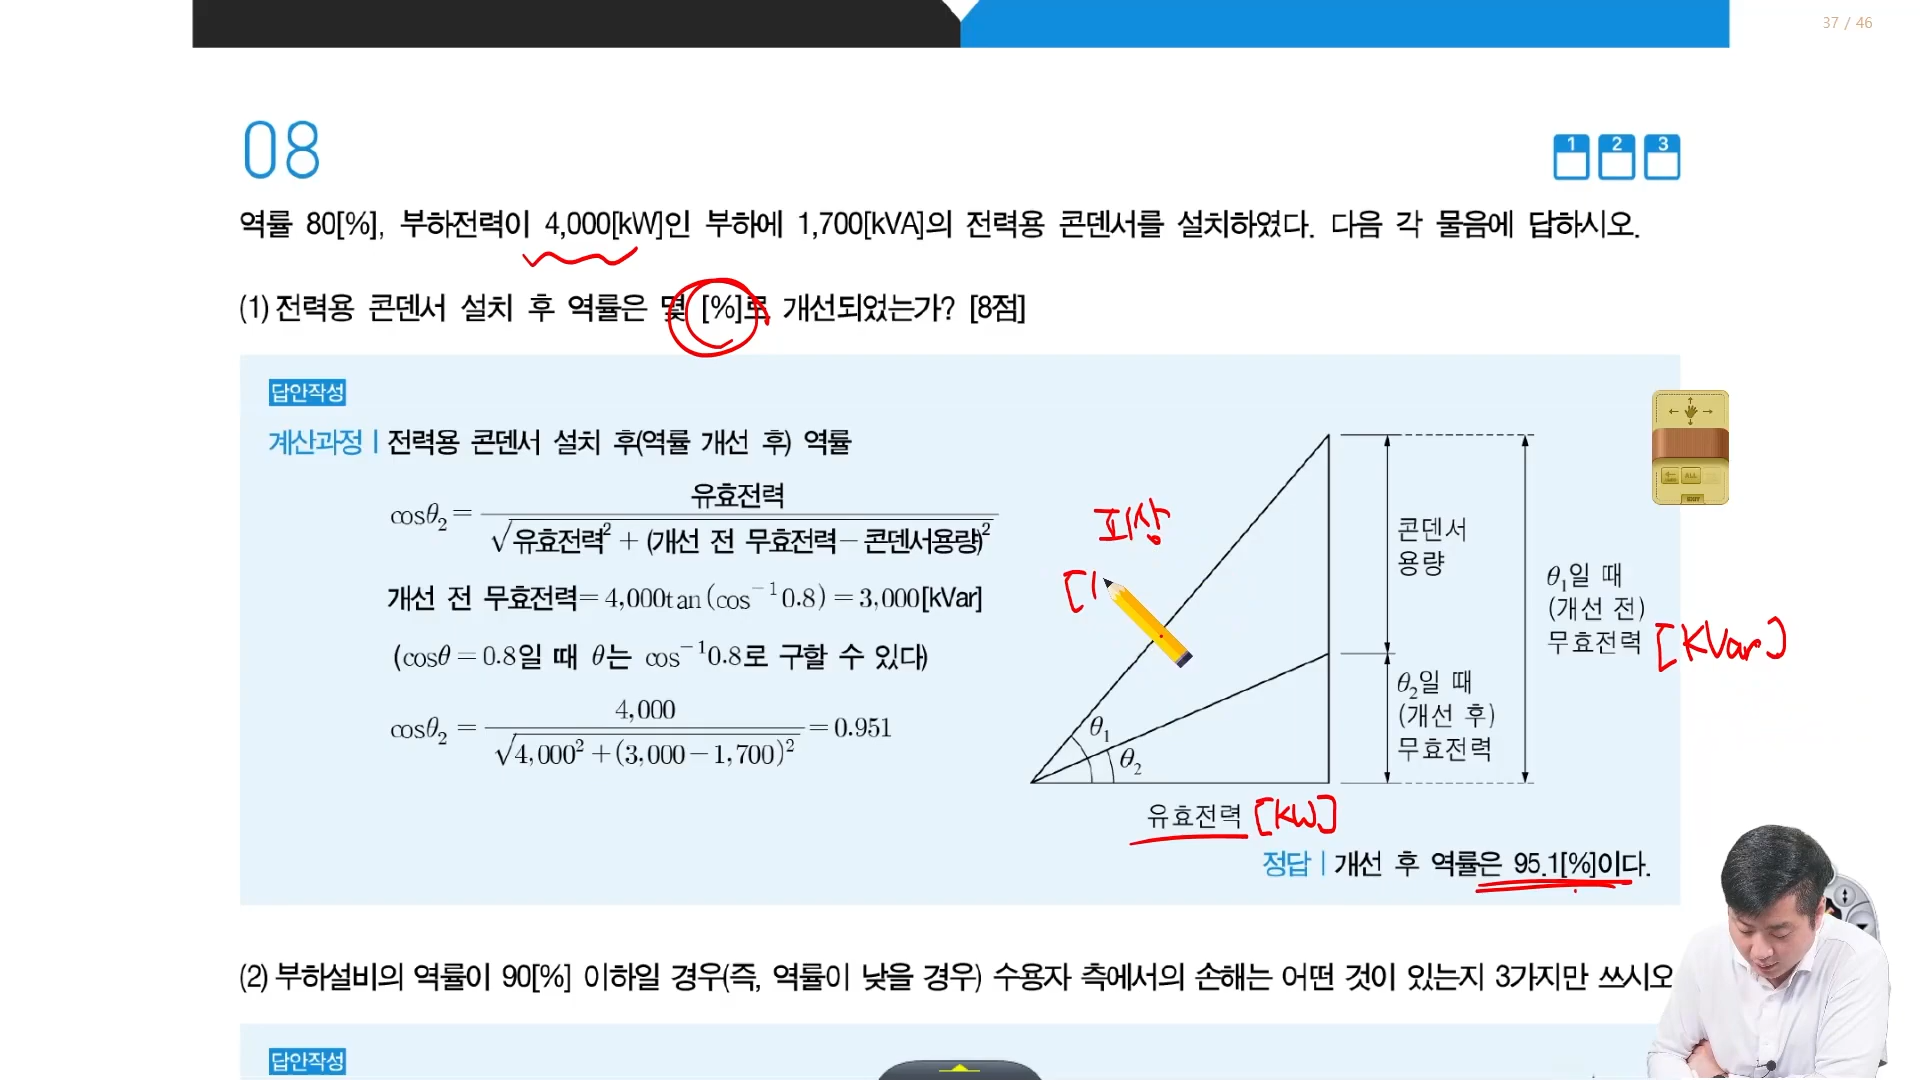 37 / 46
08
1 2 3
역률 80[%], 부하전력이 4,000[kW]인 부하에 1,700[kVA]의 전력용 콘덴서를 설치하였다. 다음 각 물음에 답하시오.
(1) 전력용 콘덴서 설치 후 역률은 몇 [%]로 개선되었는가? [8점]
답안작성
계산과정 | 전력용 콘덴서 설치 후(역률 개선 후) 역률
cosθ₂ = 유효전력 / √유효전력² + (개선 전 무효전력 − 콘덴서용량)²
개선 전 무효전력 = 4,000tan(cos⁻¹0.8) = 3,000[kVar]
(cosθ = 0.8일 때 θ는 cos⁻¹0.8로 구할 수 있다)
cosθ₂ = 4,000 / √4,000² + (3,000 − 1,700)² = 0.951
피상
[
콘덴서
용량
θ₁일 때
(개선 전)
무효전력 [KVar]
θ₂일 때
(개선 후)
무효전력
θ₁
θ₂
유효전력 [KW]
정답 | 개선 후 역률은 95.1[%]이다.
(2) 부하설비의 역률이 90[%] 이하일 경우(즉, 역률이 낮을 경우) 수용자 측에서의 손해는 어떤 것이 있는지 3가지만 쓰시오
답안작성
ALL
EXIT